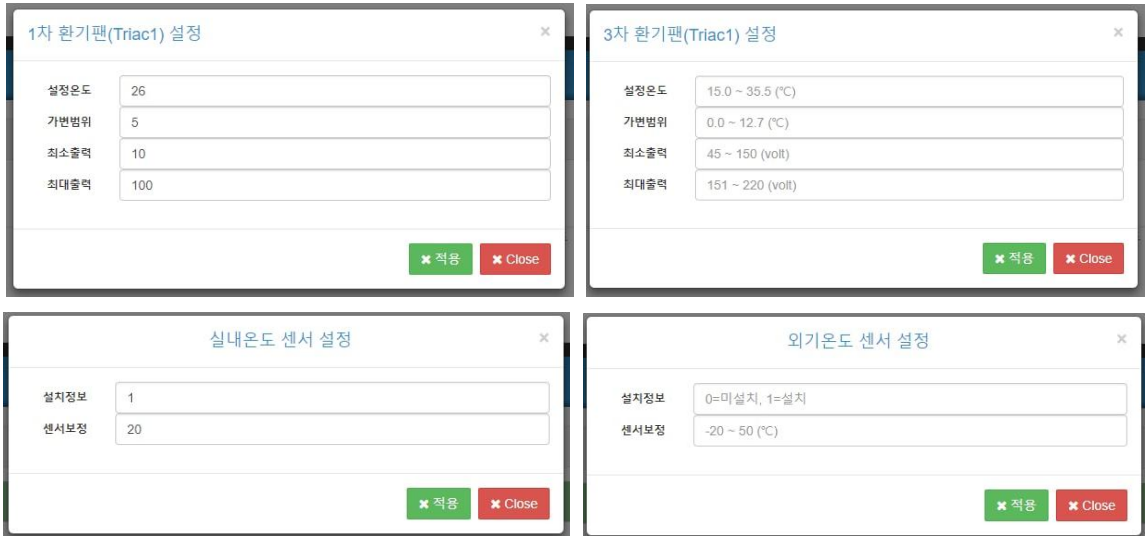 1차 환기팬(Triac1) 설정 ×
설정온도 26
가변범위 5
최소출력 10
최대출력 100
✖ 적용 ✖ Close
3차 환기팬(Triac1) 설정 ×
설정온도 15.0 ~ 35.5 (℃)
가변범위 0.0 ~ 12.7 (℃)
최소출력 45 ~ 150 (volt)
최대출력 151 ~ 220 (volt)
✖ 적용 ✖ Close
실내온도 센서 설정 ×
설치정보 1
센서보정 20
✖ 적용 ✖ Close
외기온도 센서 설정 ×
설치정보 0=미설치, 1=설치
센서보정 -20 ~ 50 (℃)
✖ 적용 ✖ Close